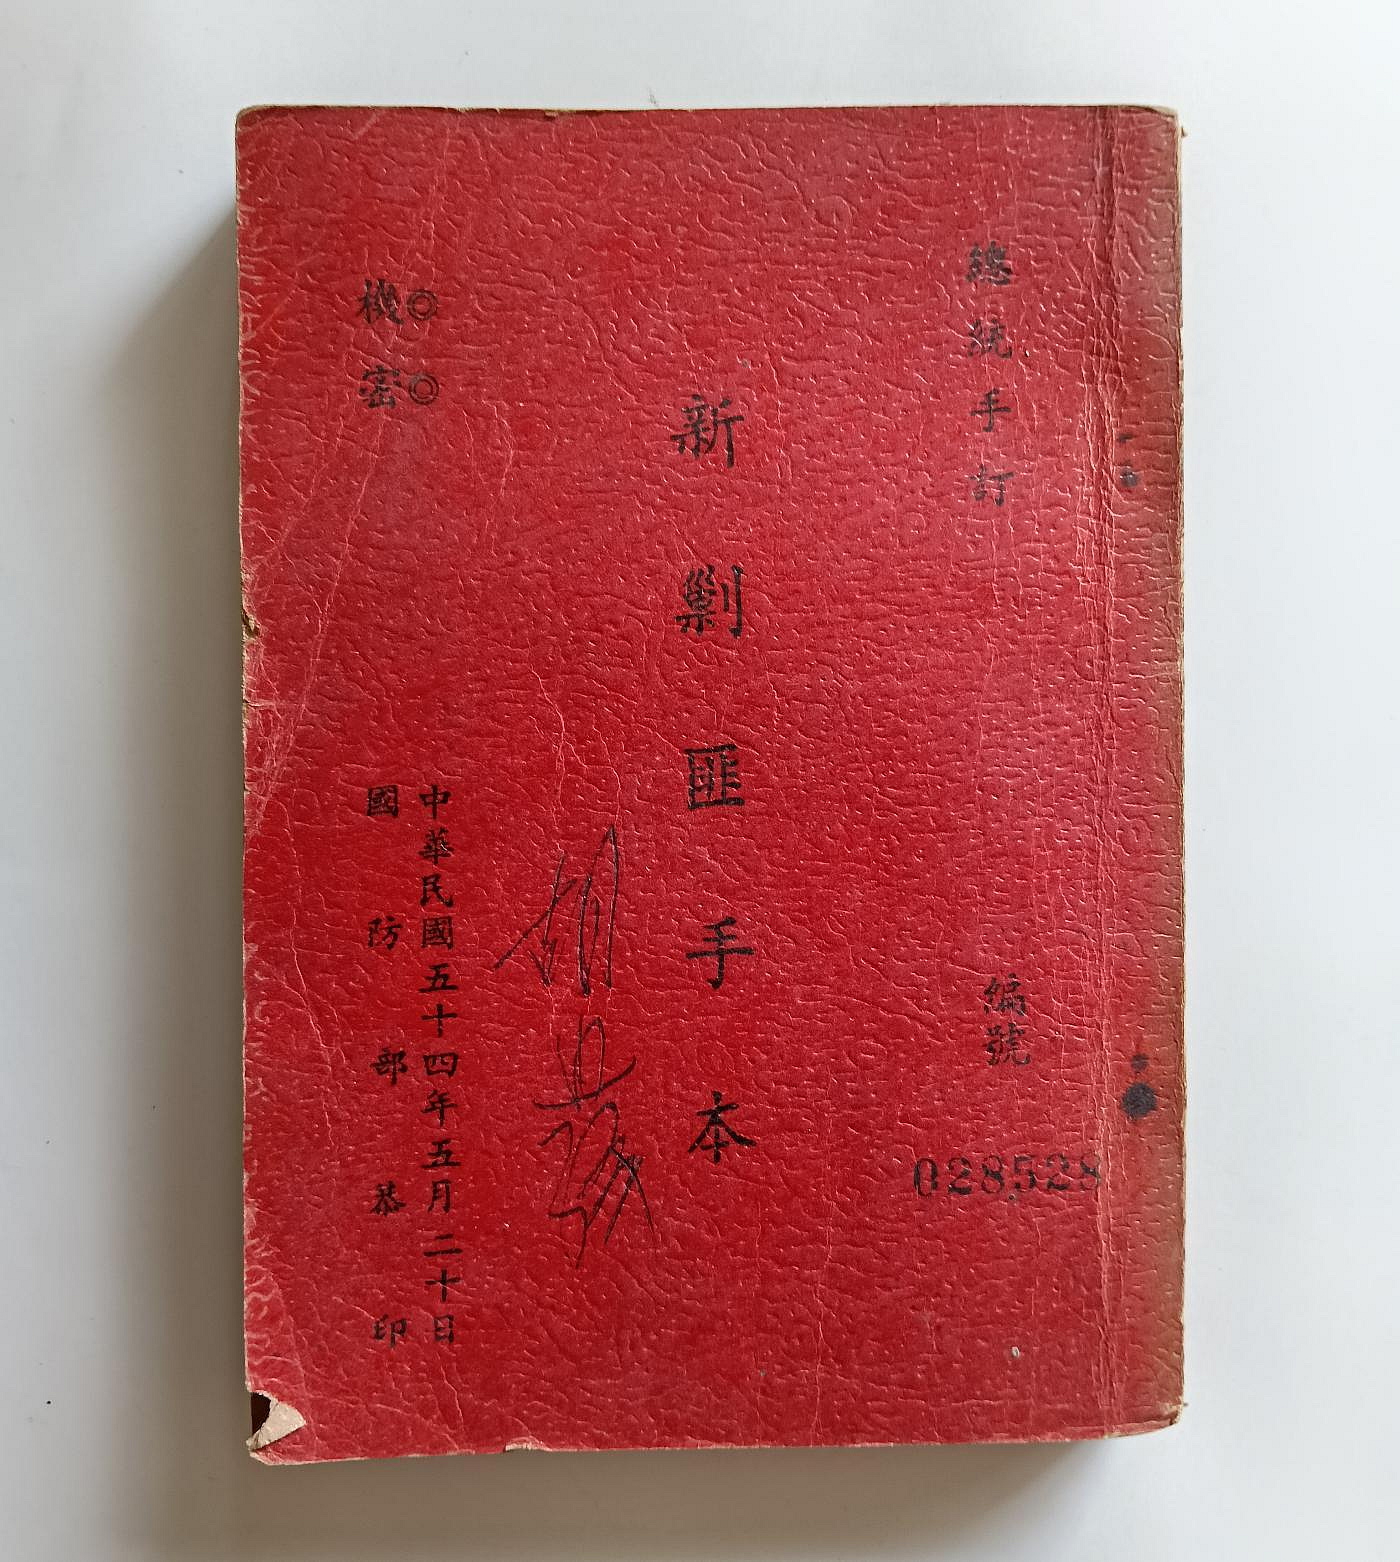 總統手訂
編號
028528
新剿匪手本
機密
中華民國五十四年五月二十日
國防部恭印